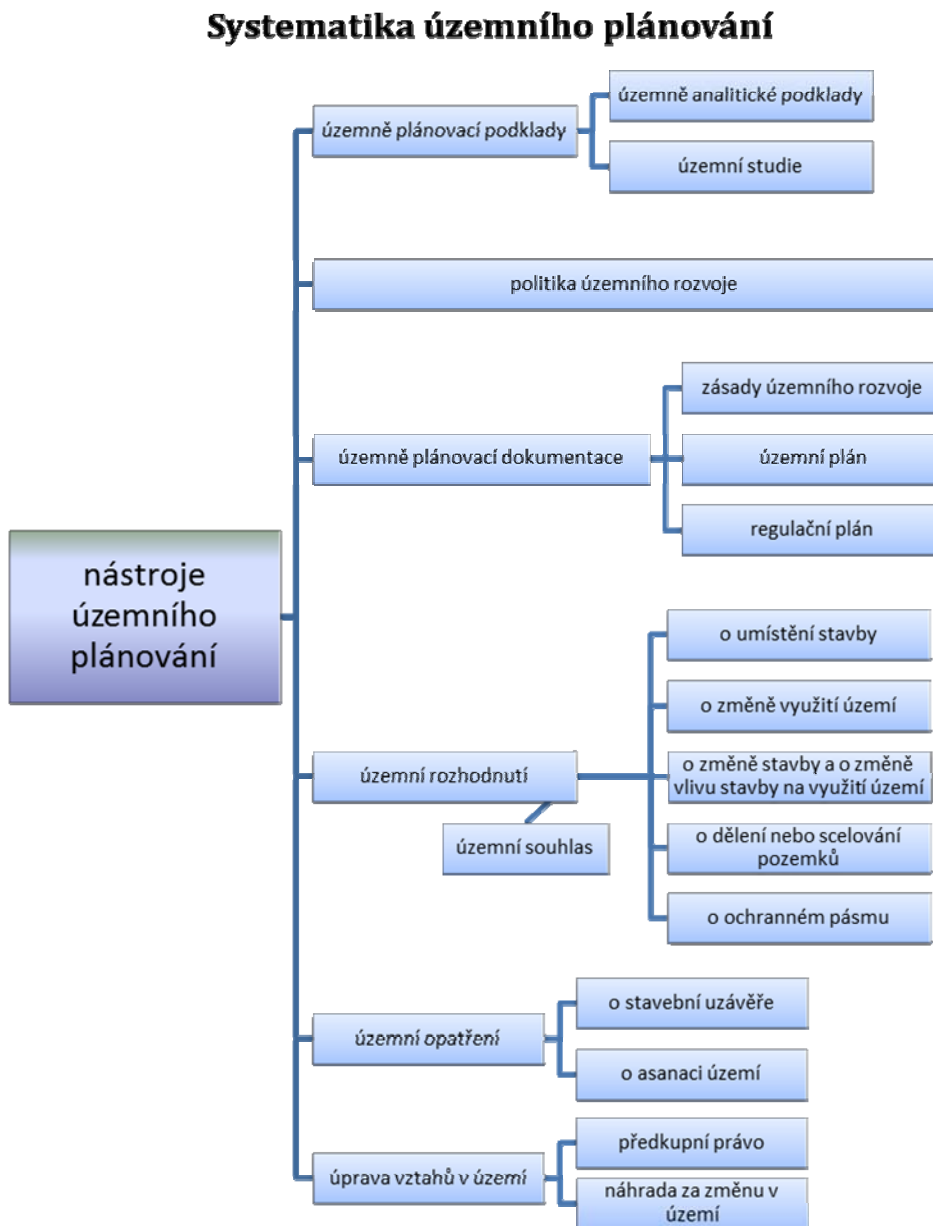 Systematika územního plánování
územně analitické podklady
územně plánovací podklady
územní studie
politika územního rozvoje
zásady územního rozvoje
územně plánovací dokumentace
územní plán
regulační plán
nástroje
územního
plánování
o umístění stavby
o změně využití území
územní rozhodnutí
o změně stavby a o změně
vlivu stavby na využití území
územní souhlas
o dělení nebo scelování
pozemků
o ochranném pásmu
o stavební uzávěře
územní opatření
o asanaci území
předkupní právo
úprava vztahů v území
náhrada za změnu v
území